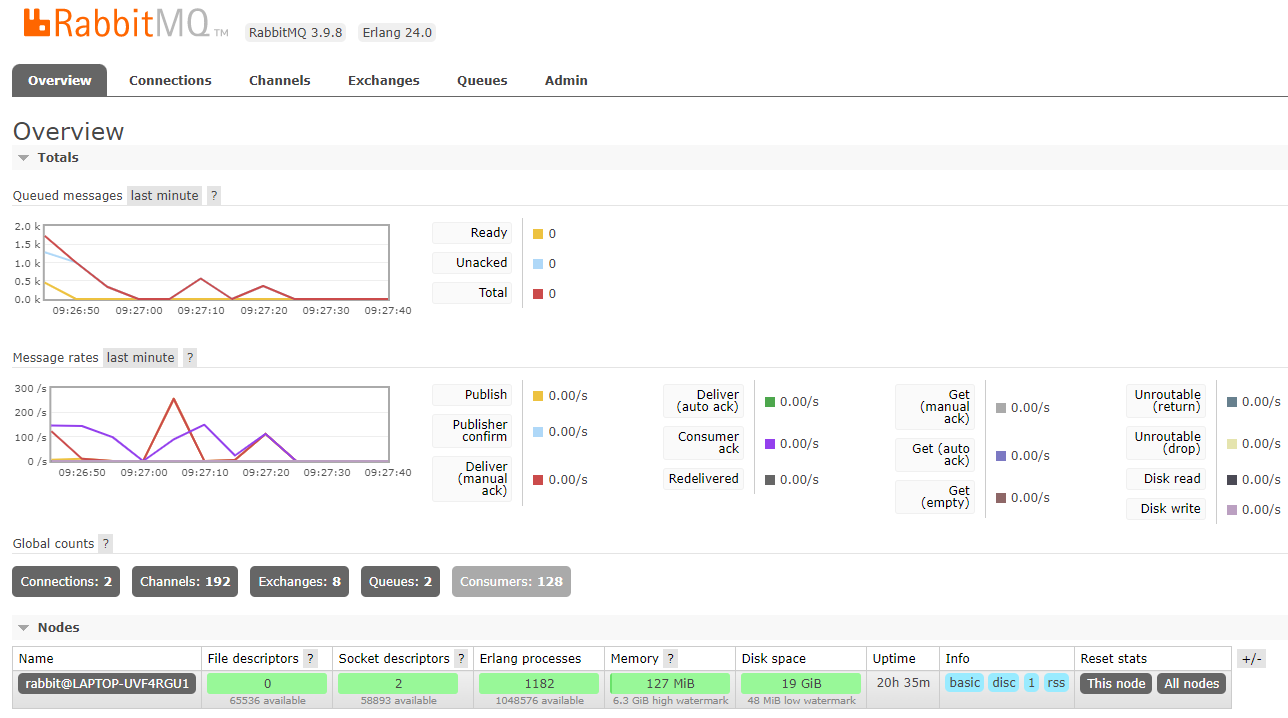 RabbitMQ TM RabbitMQ 3.9.8 Erlang 24.0
Overview Connections Channels Exchanges Queues Admin
Overview
Totals
Queued messages last minute ?
2.0 k
1.5 k
1.0 k
0.5 k
0.0 k
09:26:50 09:27:00 09:27:10 09:27:20 09:27:30 09:27:40
Ready 0
Unacked 0
Total 0
Message rates last minute ?
300 /s
200 /s
100 /s
0 /s
09:26:50 09:27:00 09:27:10 09:27:20 09:27:30 09:27:40
Publish 0.00/s
Publisher
confirm 0.00/s
Deliver
(manual
ack) 0.00/s
Deliver
(auto ack) 0.00/s
Consumer
ack 0.00/s
Redelivered 0.00/s
Get
(manual
ack) 0.00/s
Get (auto
ack) 0.00/s
Get
(empty) 0.00/s
Unroutable
(return) 0.00/s
Unroutable
(drop) 0.00/s
Disk read 0.00/s
Disk write 0.00/s
Global counts ?
Connections: 2 Channels: 192 Exchanges: 8 Queues: 2 Consumers: 128
Nodes
Name File descriptors ? Socket descriptors ? Erlang processes Memory ? Disk space Uptime Info Reset stats +/-
rabbit@LAPTOP-UVF4RGU1 0 2 1182 127 MiB 19 GiB 20h 35m basic disc 1 rss This node All nodes
65536 available 58893 available 1048576 available 6.3 GiB high watermark 48 MiB low watermark